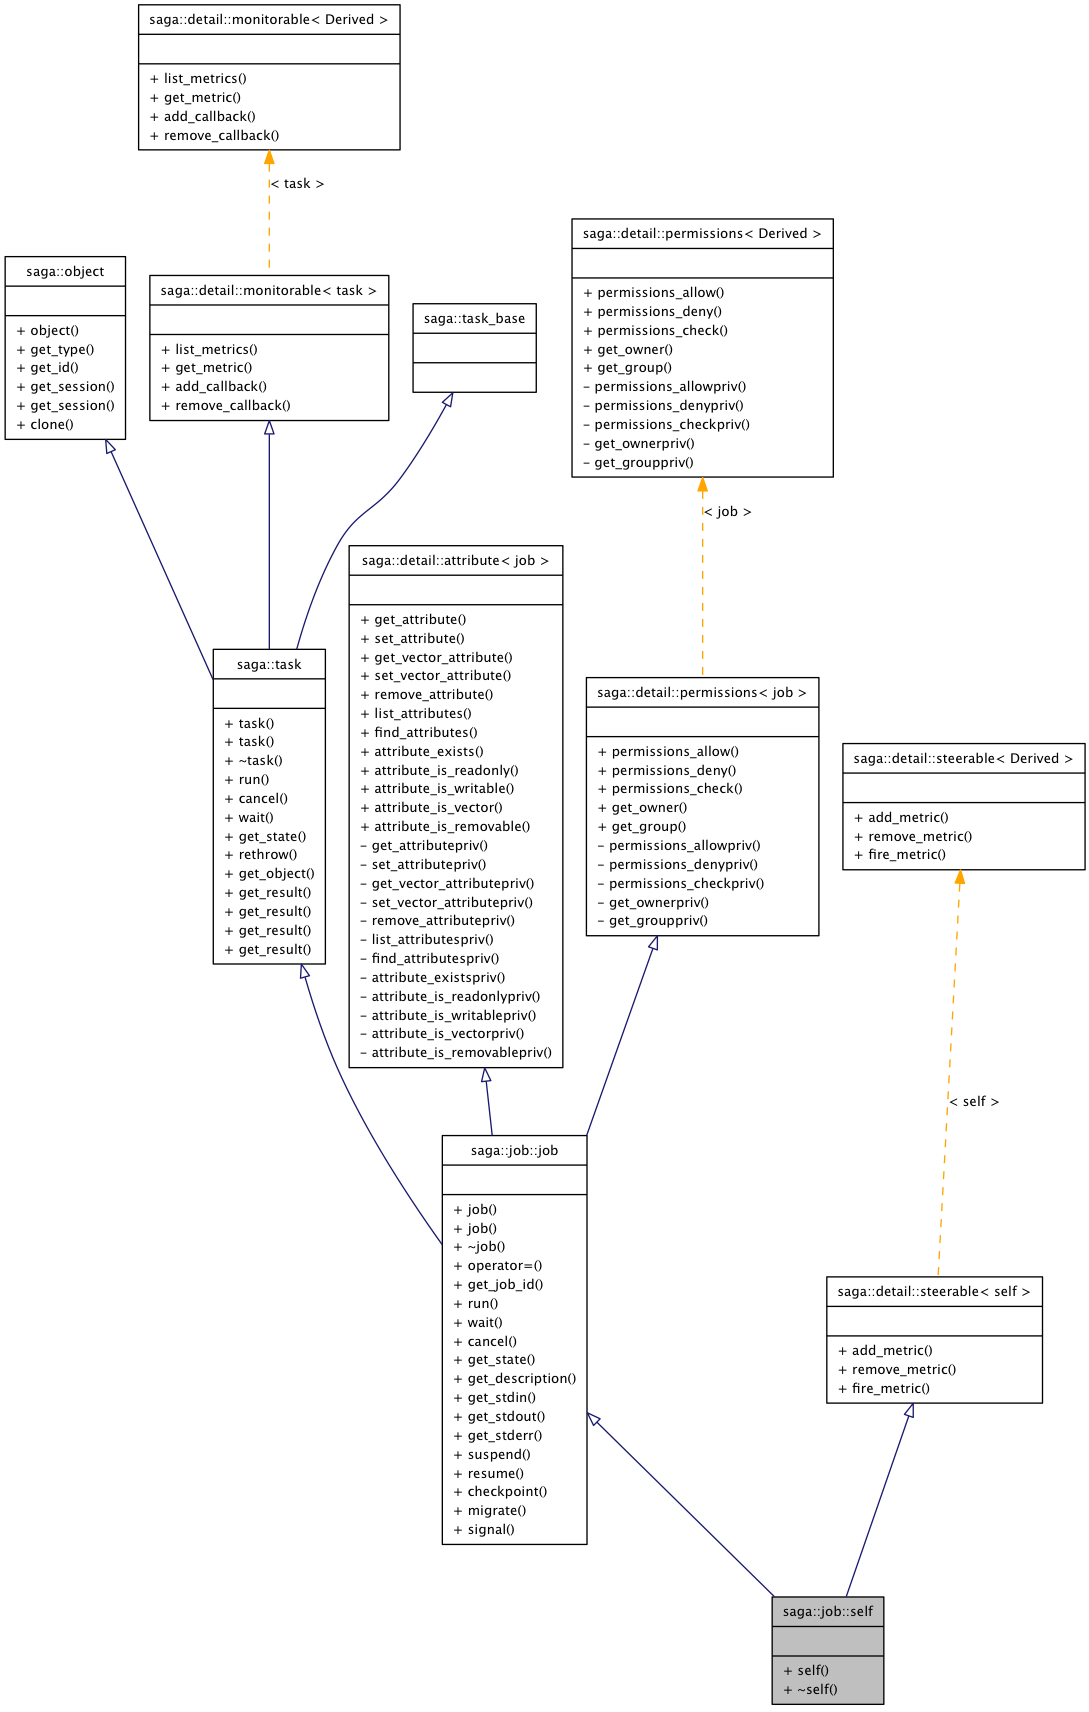 saga::detail::monitorable< Derived >
+ list_metrics()
+ get_metric()
+ add_callback()
+ remove_callback()
< task >
saga::object
+ object()
+ get_type()
+ get_id()
+ get_session()
+ get_session()
+ clone()
saga::detail::monitorable< task >
+ list_metrics()
+ get_metric()
+ add_callback()
+ remove_callback()
saga::task_base
saga::detail::permissions< Derived >
+ permissions_allow()
+ permissions_deny()
+ permissions_check()
+ get_owner()
+ get_group()
– permissions_allowpriv()
– permissions_denypriv()
– permissions_checkpriv()
– get_ownerpriv()
– get_grouppriv()
< job >
saga::task
+ task()
+ task()
+ ~task()
+ run()
+ cancel()
+ wait()
+ get_state()
+ rethrow()
+ get_object()
+ get_result()
+ get_result()
+ get_result()
+ get_result()
saga::detail::attribute< job >
+ get_attribute()
+ set_attribute()
+ get_vector_attribute()
+ set_vector_attribute()
+ remove_attribute()
+ list_attributes()
+ find_attributes()
+ attribute_exists()
+ attribute_is_readonly()
+ attribute_is_writable()
+ attribute_is_vector()
+ attribute_is_removable()
– get_attributepriv()
– set_attributepriv()
– get_vector_attributepriv()
– set_vector_attributepriv()
– remove_attributepriv()
– list_attributespriv()
– find_attributespriv()
– attribute_existspriv()
– attribute_is_readonlypriv()
– attribute_is_writablepriv()
– attribute_is_vectorpriv()
– attribute_is_removablepriv()
saga::detail::permissions< job >
+ permissions_allow()
+ permissions_deny()
+ permissions_check()
+ get_owner()
+ get_group()
– permissions_allowpriv()
– permissions_denypriv()
– permissions_checkpriv()
– get_ownerpriv()
– get_grouppriv()
saga::detail::steerable< Derived >
+ add_metric()
+ remove_metric()
+ fire_metric()
< self >
saga::job::job
+ job()
+ job()
+ ~job()
+ operator=()
+ get_job_id()
+ run()
+ wait()
+ cancel()
+ get_state()
+ get_description()
+ get_stdin()
+ get_stdout()
+ get_stderr()
+ suspend()
+ resume()
+ checkpoint()
+ migrate()
+ signal()
saga::detail::steerable< self >
+ add_metric()
+ remove_metric()
+ fire_metric()
saga::job::self
+ self()
+ ~self()